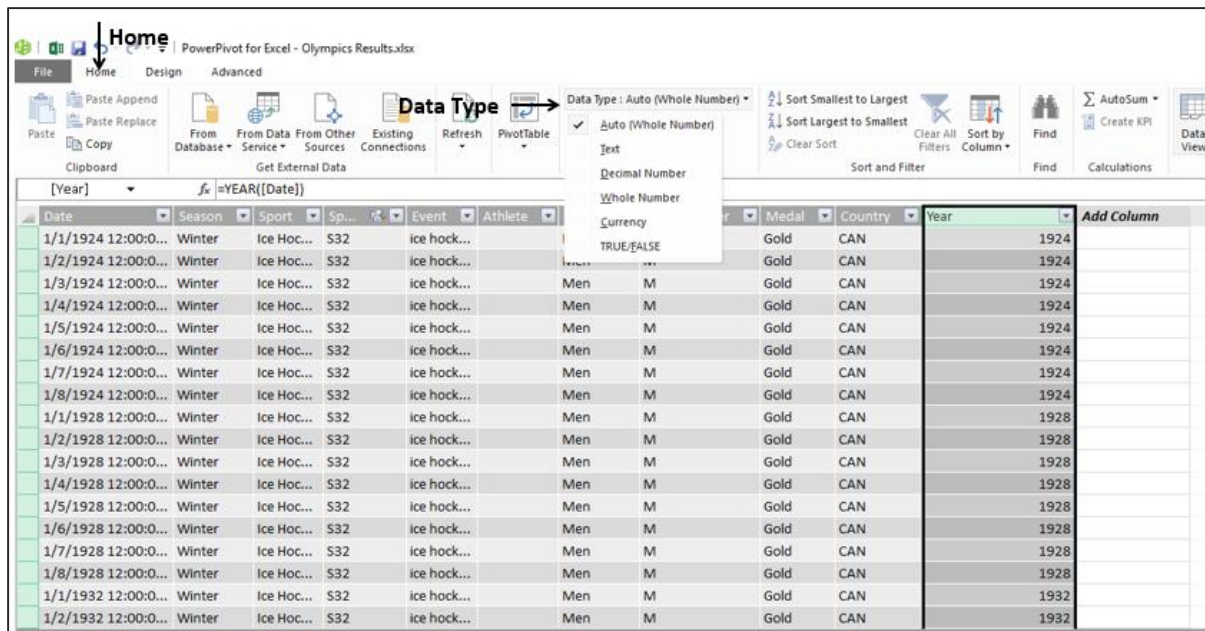 Home
PowerPivot for Excel - Olympics Results.xlsx
File Home Design Advanced
Paste
Paste Append
Paste Replace
Copy
Clipboard
From Database
From Data Service
From Other Sources
Existing Connections
Get External Data
Refresh
PivotTable
Data Type
Data Type : Auto (Whole Number)
Auto (Whole Number)
Text
Decimal Number
Whole Number
Currency
TRUE/FALSE
Sort Smallest to Largest
Sort Largest to Smallest
Clear Sort
Clear All Filters
Sort by Column
Sort and Filter
Find
Find
AutoSum
Create KPI
Calculations
Data View
[Year] fx =YEAR([Date])
Date Season Sport Sp... Event Athlete Medal Country Year Add Column
1/1/1924 12:00:0... Winter Ice Hoc... S32 ice hock... Gold CAN 1924
1/2/1924 12:00:0... Winter Ice Hoc... S32 ice hock... Men M Gold CAN 1924
1/3/1924 12:00:0... Winter Ice Hoc... S32 ice hock... Men M Gold CAN 1924
1/4/1924 12:00:0... Winter Ice Hoc... S32 ice hock... Men M Gold CAN 1924
1/5/1924 12:00:0... Winter Ice Hoc... S32 ice hock... Men M Gold CAN 1924
1/6/1924 12:00:0... Winter Ice Hoc... S32 ice hock... Men M Gold CAN 1924
1/7/1924 12:00:0... Winter Ice Hoc... S32 ice hock... Men M Gold CAN 1924
1/8/1924 12:00:0... Winter Ice Hoc... S32 ice hock... Men M Gold CAN 1924
1/1/1928 12:00:0... Winter Ice Hoc... S32 ice hock... Men M Gold CAN 1928
1/2/1928 12:00:0... Winter Ice Hoc... S32 ice hock... Men M Gold CAN 1928
1/3/1928 12:00:0... Winter Ice Hoc... S32 ice hock... Men M Gold CAN 1928
1/4/1928 12:00:0... Winter Ice Hoc... S32 ice hock... Men M Gold CAN 1928
1/5/1928 12:00:0... Winter Ice Hoc... S32 ice hock... Men M Gold CAN 1928
1/6/1928 12:00:0... Winter Ice Hoc... S32 ice hock... Men M Gold CAN 1928
1/7/1928 12:00:0... Winter Ice Hoc... S32 ice hock... Men M Gold CAN 1928
1/8/1928 12:00:0... Winter Ice Hoc... S32 ice hock... Men M Gold CAN 1928
1/1/1932 12:00:0... Winter Ice Hoc... S32 ice hock... Men M Gold CAN 1932
1/2/1932 12:00:0... Winter Ice Hoc... S32 ice hock... Men M Gold CAN 1932